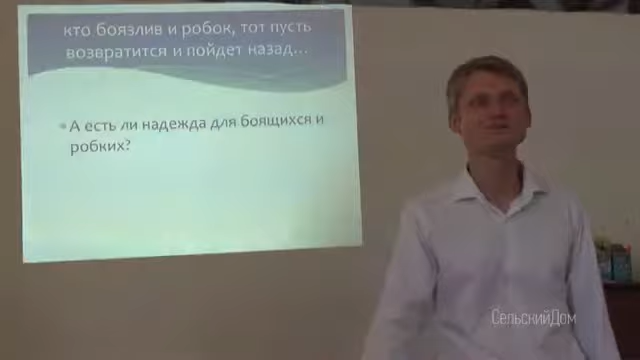 кто боязлив и робок, тот пусть
возвратится и пойдет назад...
А есть ли надежда для боящихся и
робких?
СельскийДом